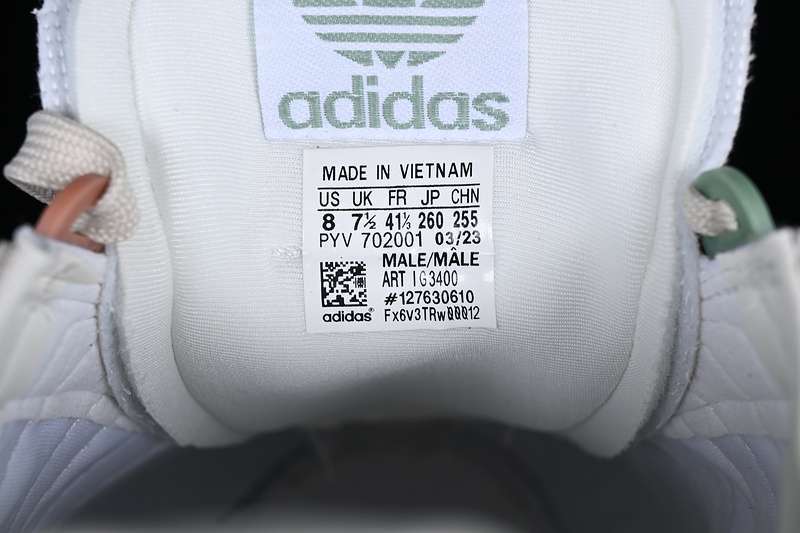 adidas
MADE IN VIETNAM
US UK FR JP CHN
8 7½ 41⅓ 260 255
PYV 702001 03/23
MALE/MÂLE
ART IG3400
#127630610
adidas® Fx6v3TRw00012